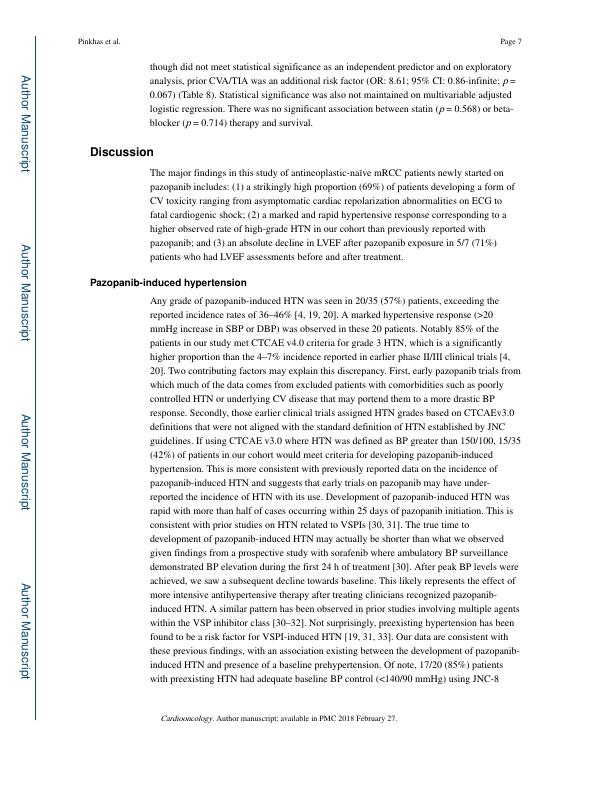 Pinkhas et al.
Page 7
though did not meet statistical significance as an independent predictor and on exploratory
analysis, prior CVA/TIA was an additional risk factor (OR: 8.61; 95% CI: 0.86-infinite; p =
0.067) (Table 8). Statistical significance was also not maintained on multivariable adjusted
logistic regression. There was no significant association between statin (p = 0.568) or beta-
blocker (p = 0.714) therapy and survival.
Discussion
The major findings in this study of antineoplastic-naïve mRCC patients newly started on
pazopanib includes: (1) a strikingly high proportion (69%) of patients developing a form of
CV toxicity ranging from asymptomatic cardiac repolarization abnormalities on ECG to
fatal cardiogenic shock; (2) a marked and rapid hypertensive response corresponding to a
higher observed rate of high-grade HTN in our cohort than previously reported with
pazopanib; and (3) an absolute decline in LVEF after pazopanib exposure in 5/7 (71%)
patients who had LVEF assessments before and after treatment.
Pazopanib-induced hypertension
Any grade of pazopanib-induced HTN was seen in 20/35 (57%) patients, exceeding the
reported incidence rates of 36–46% [4, 19, 20]. A marked hypertensive response (>20
mmHg increase in SBP or DBP) was observed in these 20 patients. Notably 85% of the
patients in our study met CTCAE v4.0 criteria for grade 3 HTN, which is a significantly
higher proportion than the 4–7% incidence reported in earlier phase II/III clinical trials [4,
20]. Two contributing factors may explain this discrepancy. First, early pazopanib trials from
which much of the data comes from excluded patients with comorbidities such as poorly
controlled HTN or underlying CV disease that may portend them to a more drastic BP
response. Secondly, those earlier clinical trials assigned HTN grades based on CTCAEv3.0
definitions that were not aligned with the standard definition of HTN established by JNC
guidelines. If using CTCAE v3.0 where HTN was defined as BP greater than 150/100, 15/35
(42%) of patients in our cohort would meet criteria for developing pazopanib-induced
hypertension. This is more consistent with previously reported data on the incidence of
pazopanib-induced HTN and suggests that early trials on pazopanib may have under-
reported the incidence of HTN with its use. Development of pazopanib-induced HTN was
rapid with more than half of cases occurring within 25 days of pazopanib initiation. This is
consistent with prior studies on HTN related to VSPIs [30, 31]. The true time to
development of pazopanib-induced HTN may actually be shorter than what we observed
given findings from a prospective study with sorafenib where ambulatory BP surveillance
demonstrated BP elevation during the first 24 h of treatment [30]. After peak BP levels were
achieved, we saw a subsequent decline towards baseline. This likely represents the effect of
more intensive antihypertensive therapy after treating clinicians recognized pazopanib-
induced HTN. A similar pattern has been observed in prior studies involving multiple agents
within the VSP inhibitor class [30–32]. Not surprisingly, preexisting hypertension has been
found to be a risk factor for VSPI-induced HTN [19, 31, 33]. Our data are consistent with
these previous findings, with an association existing between the development of pazopanib-
induced HTN and presence of a baseline prehypertension. Of note, 17/20 (85%) patients
with preexisting HTN had adequate baseline BP control (<140/90 mmHg) using JNC-8
Cardiooncology. Author manuscript; available in PMC 2018 February 27.
Author Manuscript
Author Manuscript
Author Manuscript
Author Manuscript